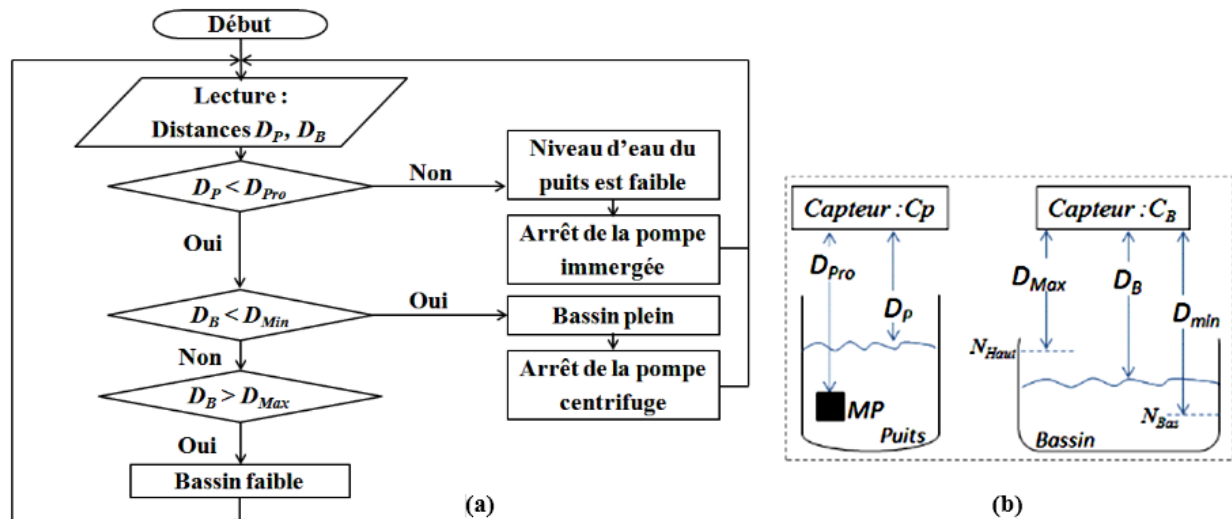 Début
Lecture :
Distances D_P, D_B
D_P < D_Pro
Non
Niveau d'eau du
puits est faible
Arrêt de la pompe
immergée
Oui
D_B < D_Min
Oui
Bassin plein
Arrêt de la pompe
centrifuge
Non
D_B > D_Max
Oui
Bassin faible
(a)
Capteur : Cp
D_Pro
D_P
MP
Puits
Capteur : C_B
D_Max
D_B
D_min
N_Haut
N_Bas
Bassin
(b)